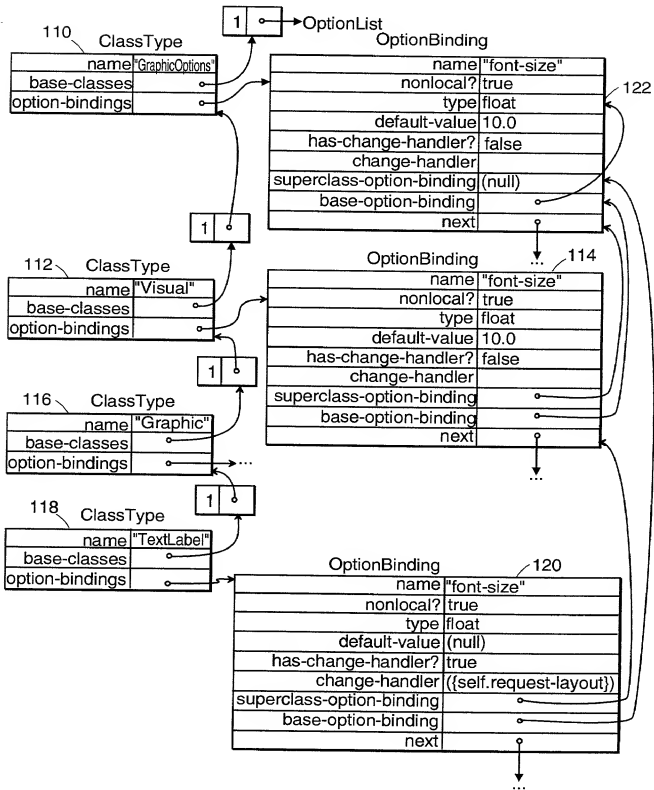 1 OptionList
110 ClassType
name "GraphicOptions"
base-classes
option-bindings
OptionBinding
name "font-size"
nonlocal? true
type float
default-value 10.0
has-change-handler? false
change-handler
superclass-option-binding (null)
base-option-binding
next
...
122
1
112 ClassType
name "Visual"
base-classes
option-bindings
OptionBinding 114
name "font-size"
nonlocal? true
type float
default-value 10.0
has-change-handler? false
change-handler
superclass-option-binding
base-option-binding
next
...
1
116 ClassType
name "Graphic"
base-classes
option-bindings ...
1
118 ClassType
name "TextLabel"
base-classes
option-bindings
OptionBinding 120
name "font-size"
nonlocal? true
type float
default-value (null)
has-change-handler? true
change-handler ({self.request-layout})
superclass-option-binding
base-option-binding
next
...